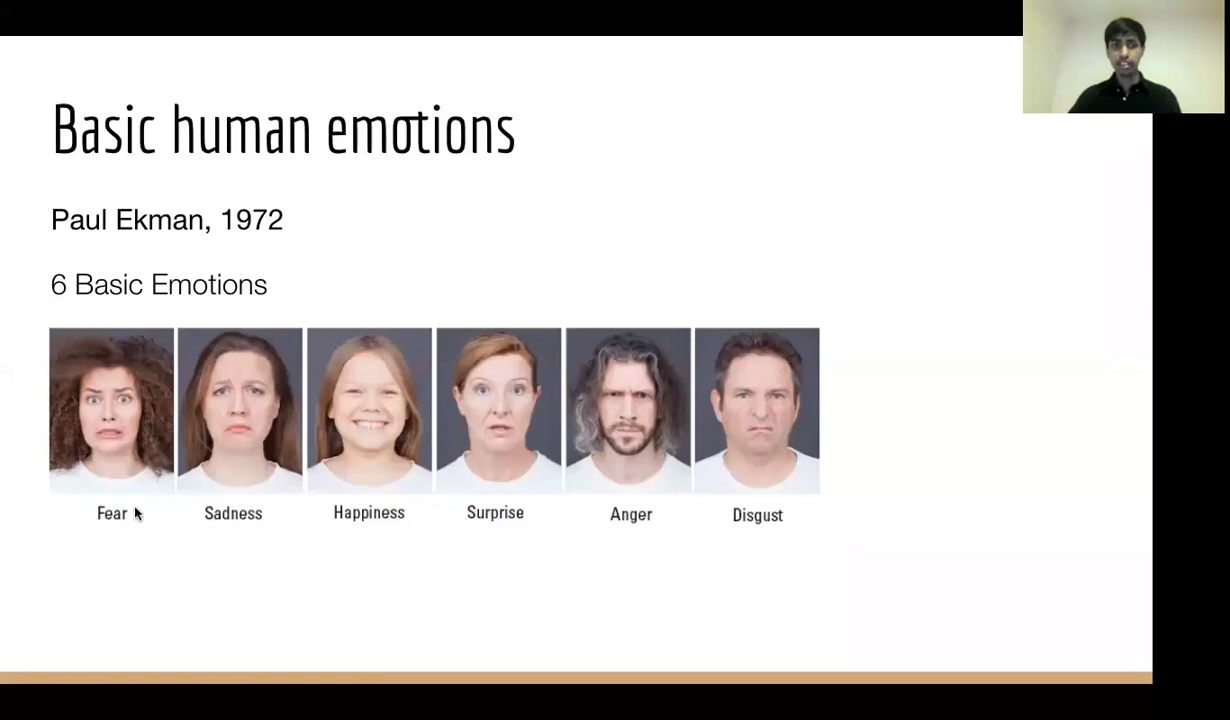 Basic human emotions
Paul Ekman, 1972
6 Basic Emotions
Fear Sadness Happiness Surprise Anger Disgust